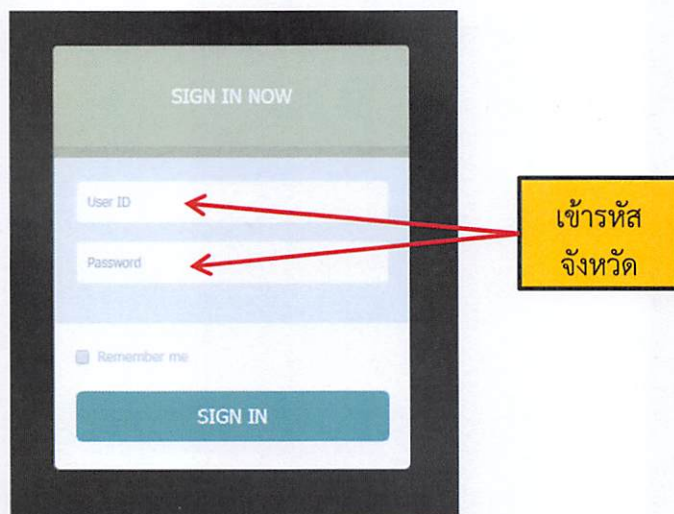 SIGN IN NOW
User ID
Password
Remember me
SIGN IN
เข้ารหัส
จังหวัด